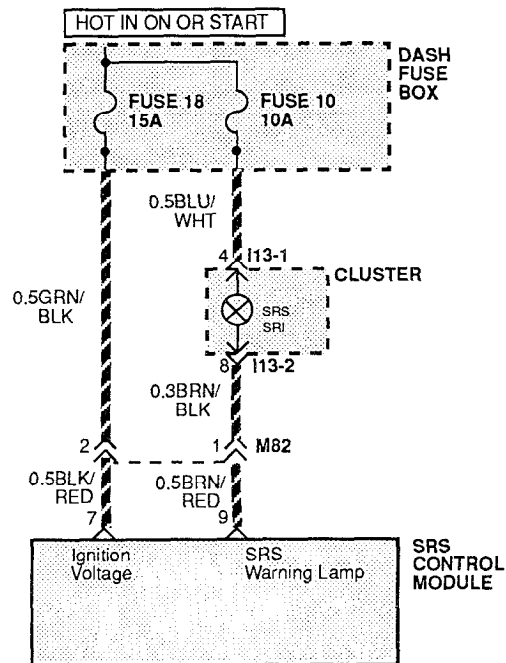 HOT IN ON OR START
DASH
FUSE
BOX
FUSE 18
15A
FUSE 10
10A
0.5BLU/
WHT
4 I13-1
CLUSTER
SRS
SRI
0.5GRN/
BLK
8 I13-2
0.3BRN/
BLK
2
1 M82
0.5BLK/
RED
0.5BRN/
RED
7
9
Ignition
Voltage
SRS
Warning Lamp
SRS
CONTROL
MODULE